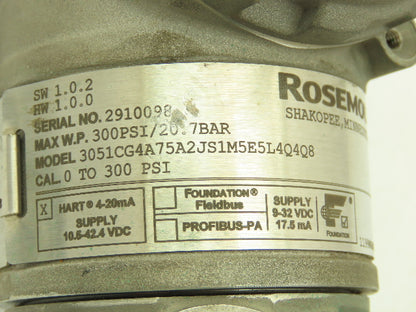 SW 1.0.2
HW 1.0.0
SERIAL NO. 2910098
MAX W.P. 300PSI/20.7BAR
MODEL 3051CG4A75A2JS1M5E5L4Q4Q8
CAL. 0 TO 300 PSI
ROSEMO
SHAKOPEE,
X HART® 4-20mA
SUPPLY
10.5-42.4 VDC
FOUNDATION®
Fieldbus
PROFIBUS-PA
SUPPLY
9-32 VDC
17.5 mA
FOUNDATION